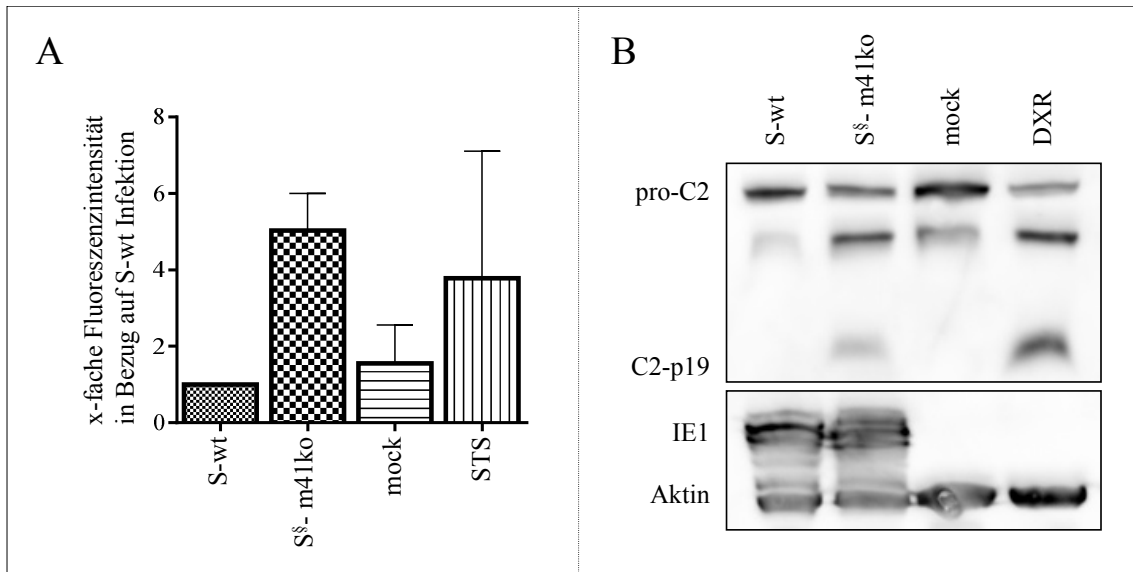 A
x-fache Fluoreszenzintensität
in Bezug auf S-wt Infektion
8
6
4
2
0
S-wt
S§- m41ko
mock
STS
B
S-wt
S§- m41ko
mock
DXR
pro-C2
C2-p19
IE1
Aktin